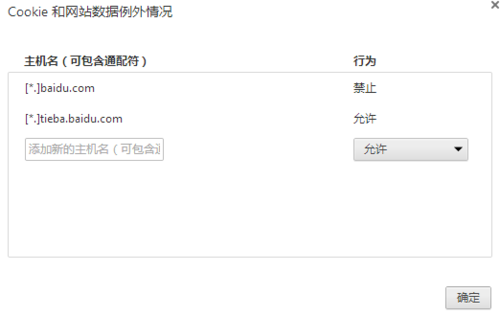 Cookie 和网站数据例外情况
主机名（可包含通配符） 行为
[*.]baidu.com 禁止
[*.]tieba.baidu.com 允许
添加新的主机名（可包含通 允许
确定